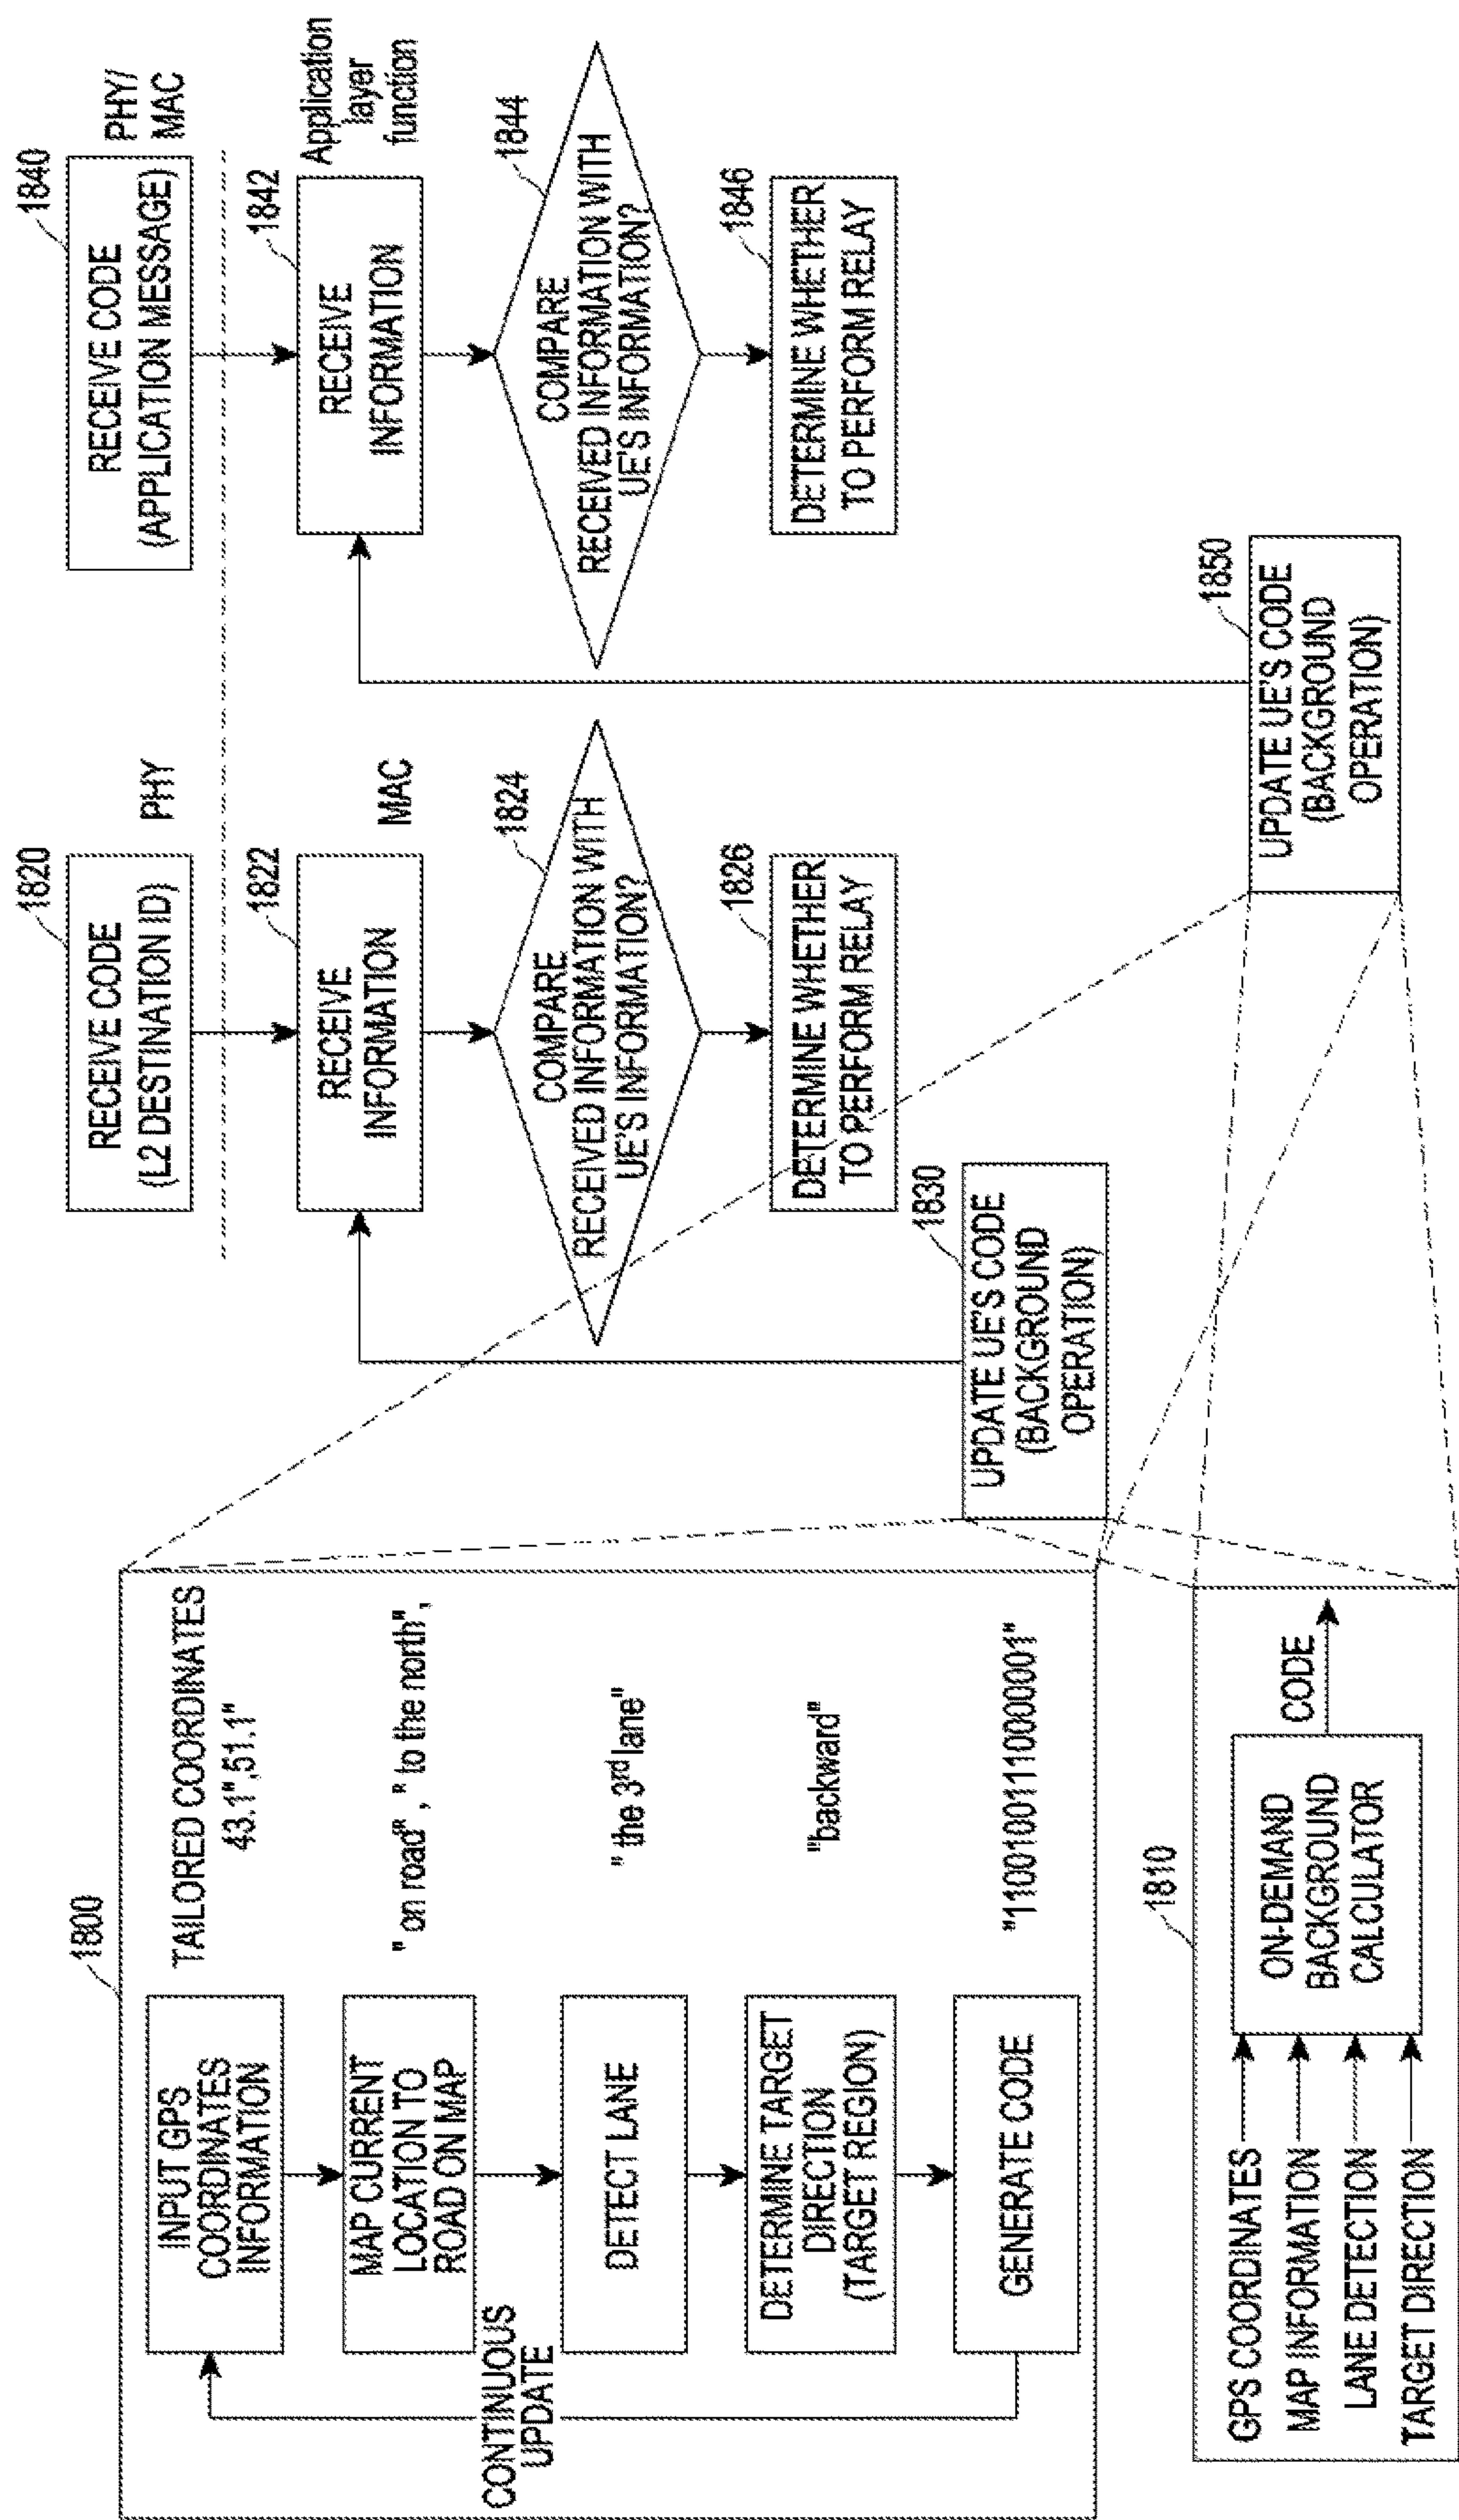 1800
INPUT GPS
COORDINATES
INFORMATION
TAILORED COORDINATES
43.1",51.1"
MAP CURRENT
LOCATION TO
ROAD ON MAP
" on road" , " to the north",
CONTINUOUS
UPDATE
DETECT LANE
" the 3rd lane"
DETERMINE TARGET
DIRECTION
(TARGET REGION)
"backward"
GENERATE CODE
"11001001110000001"
1810
GPS COORDINATES
MAP INFORMATION
LANE DETECTION
TARGET DIRECTION
ON-DEMAND
BACKGROUND
CALCULATOR
CODE
1820
RECEIVE CODE
(L2 DESTINATION ID)
PHY
1822
RECEIVE
INFORMATION
MAC
1824
COMPARE
RECEIVED INFORMATION WITH
UE'S INFORMATION?
1826
DETERMINE WHETHER
TO PERFORM RELAY
1830
UPDATE UE'S CODE
(BACKGROUND
OPERATION)
1840
RECEIVE CODE
(APPLICATION MESSAGE)
PHY/
MAC
1842
RECEIVE
INFORMATION
Application
layer
function
1844
COMPARE
RECEIVED INFORMATION WITH
UE'S INFORMATION?
1846
DETERMINE WHETHER
TO PERFORM RELAY
1850
UPDATE UE'S CODE
(BACKGROUND
OPERATION)